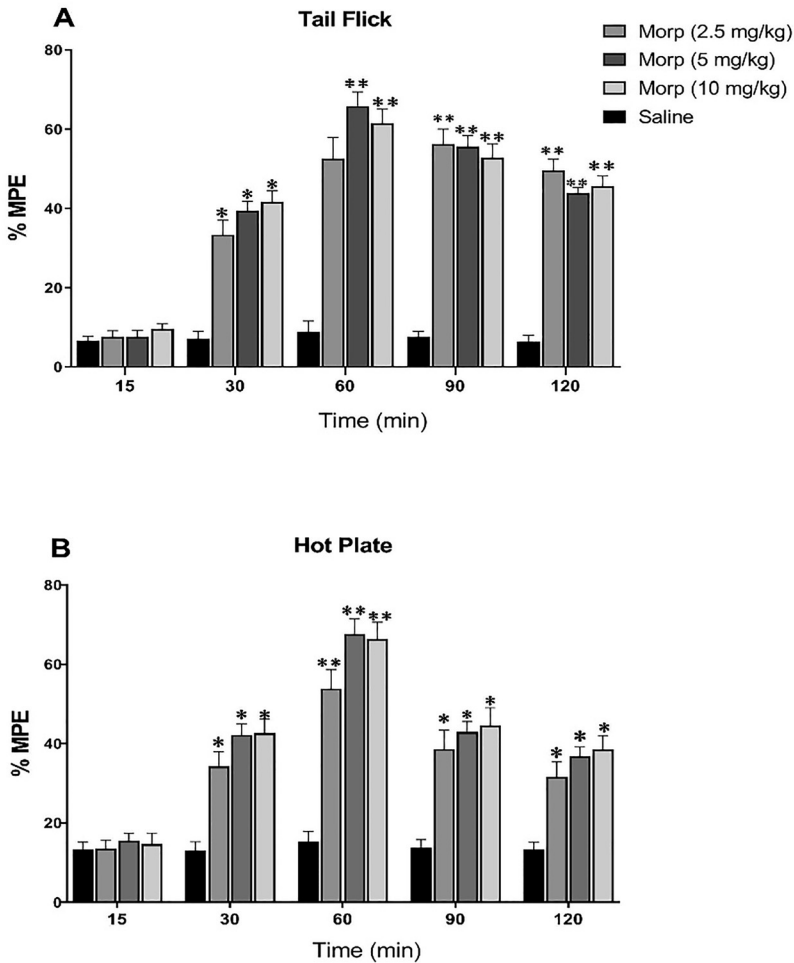 A
Tail Flick
Morp (2.5 mg/kg)
Morp (5 mg/kg)
Morp (10 mg/kg)
Saline
% MPE
80
60
40
20
0
** **
** ** **
** ** **
* * *
15 30 60 90 120
Time (min)
B
Hot Plate
% MPE
80
60
40
20
0
** ** **
* * *
* * *
* * *
15 30 60 90 120
Time (min)